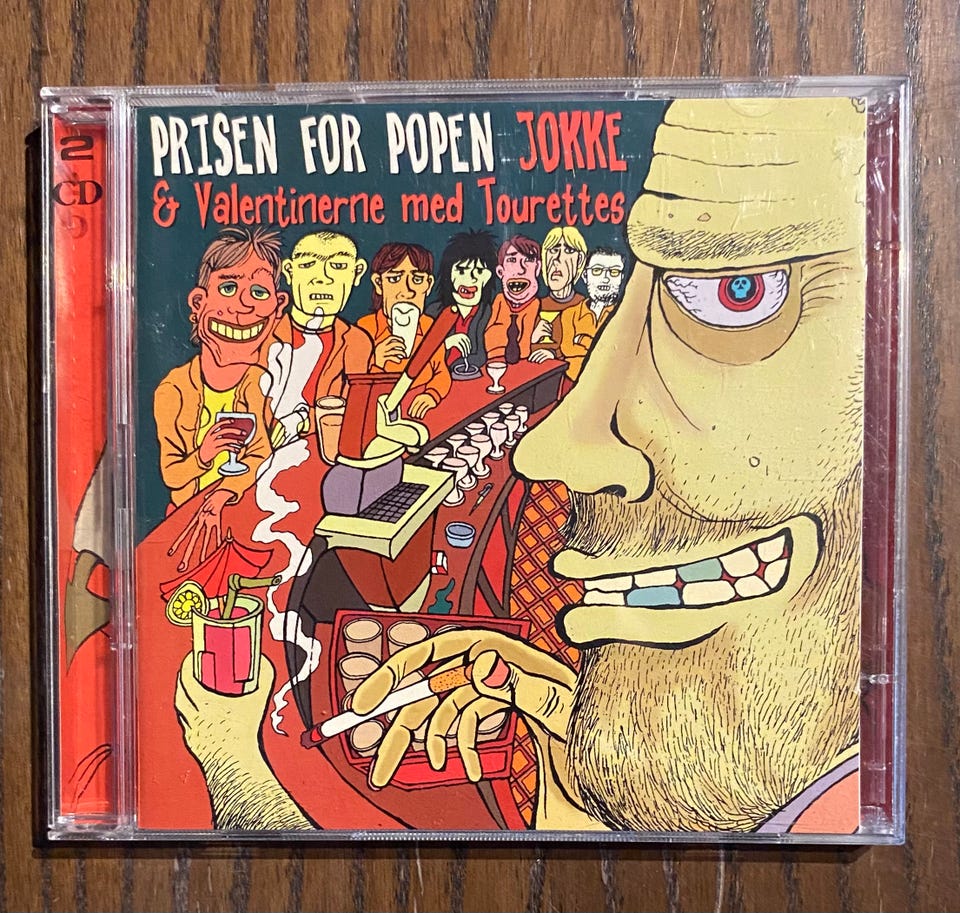 PRISEN FOR POPEN JOKKE
& Valentinerne med Tourettes
2
CD